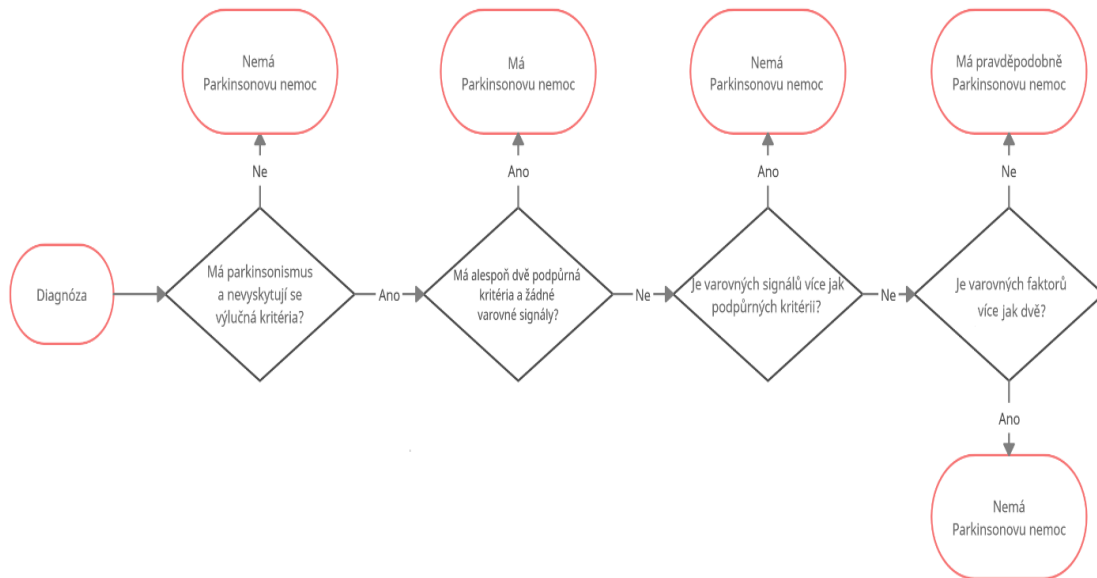 Nemá
Parkinsonovu nemoc
Má
Parkinsonovu nemoc
Nemá
Parkinsonovu nemoc
Má pravděpodobně
Parkinsonovu nemoc
Ne
Ano
Ano
Ne
Diagnóza
Má parkinsonismus
a nevyskytují se
výlučná kritéria?
Ano
Má alespoň dvě podpůrná
kritéria a žádné
varovné signály?
Ne
Je varovných signálů více jak
podpůrných kritérii?
Ne
Je varovných faktorů
více jak dvě?
Ano
Nemá
Parkinsonovu nemoc